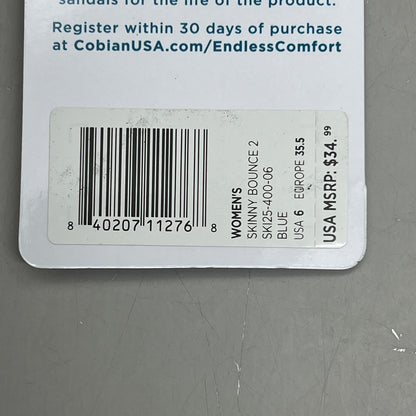 sandals for the life of the product.
Register within 30 days of purchase
at CobianUSA.com/EndlessComfort
8 40207 11276 8
WOMEN'S
SKINNY BOUNCE 2
SKI25-400-06
BLUE
USA 6 EUROPE 35.5
USA MSRP: $34.99